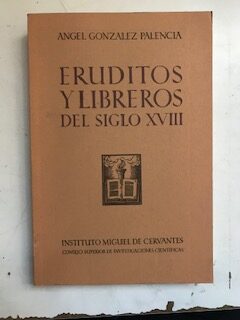 ANGEL GONZALEZ PALENCIA
ERUDITOS
Y LIBREROS
DEL SIGLO XVIII
INSTITUTO MIGUEL DE CERVANTES
CONSEJO SUPERIOR DE INVESTIGACIONES CIENTIFICAS